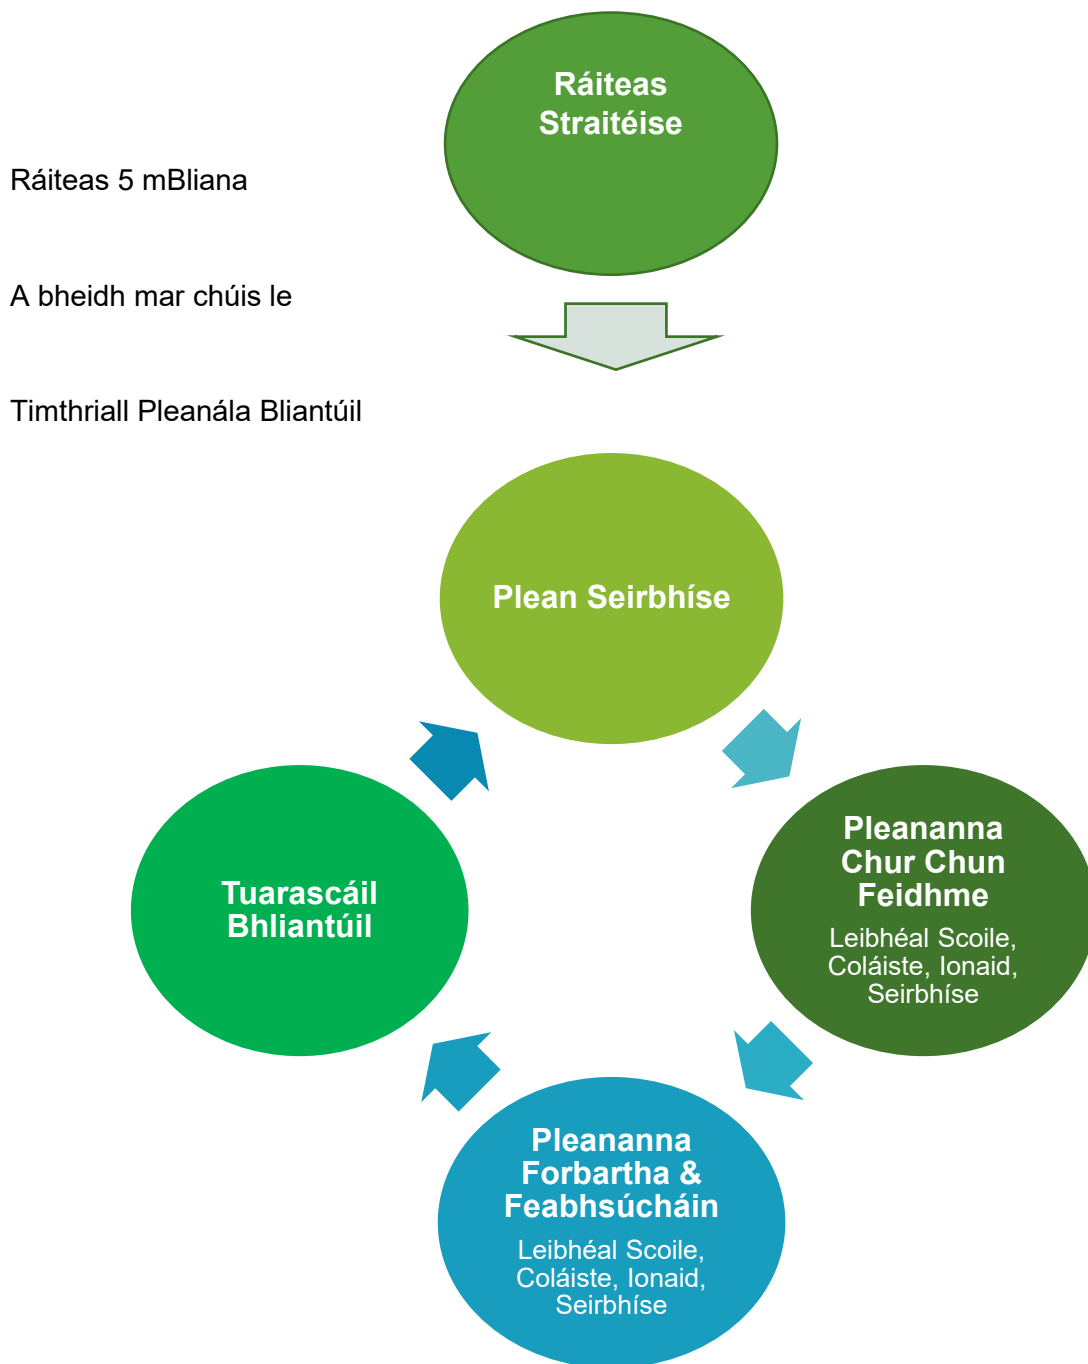 Ráiteas
Straitéise
Ráiteas 5 mBliana
A bheidh mar chúis le
Timthriall Pleanála Bliantúil
Plean Seirbhíse
Pleananna
Chur Chun
Feidhme
Leibhéal Scoile,
Coláiste, Ionaid,
Seirbhíse
Pleananna
Forbartha &
Feabhsúcháin
Leibhéal Scoile,
Coláiste, Ionaid,
Seirbhíse
Tuarascáil
Bhliantúil